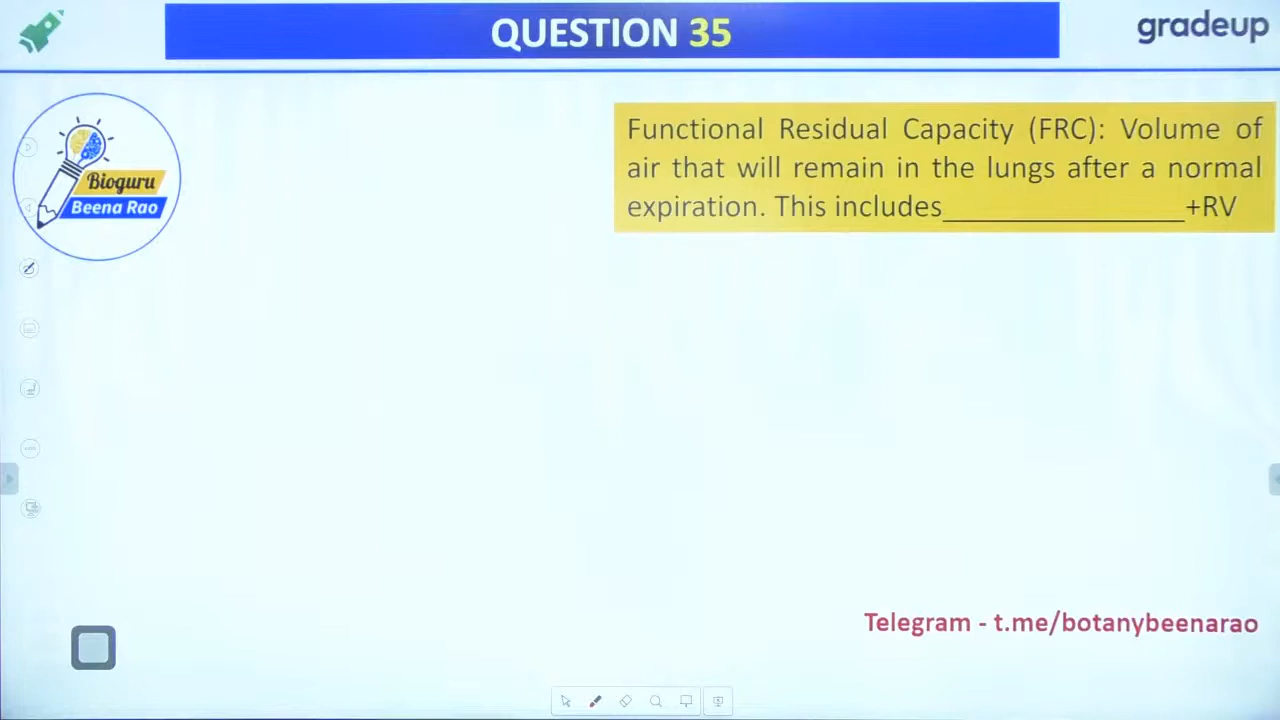 QUESTION 35
gradeup
Bioguru
Beena Rao
Functional Residual Capacity (FRC): Volume of
air that will remain in the lungs after a normal
expiration. This includes________________+RV
Telegram - t.me/botanybeenarao